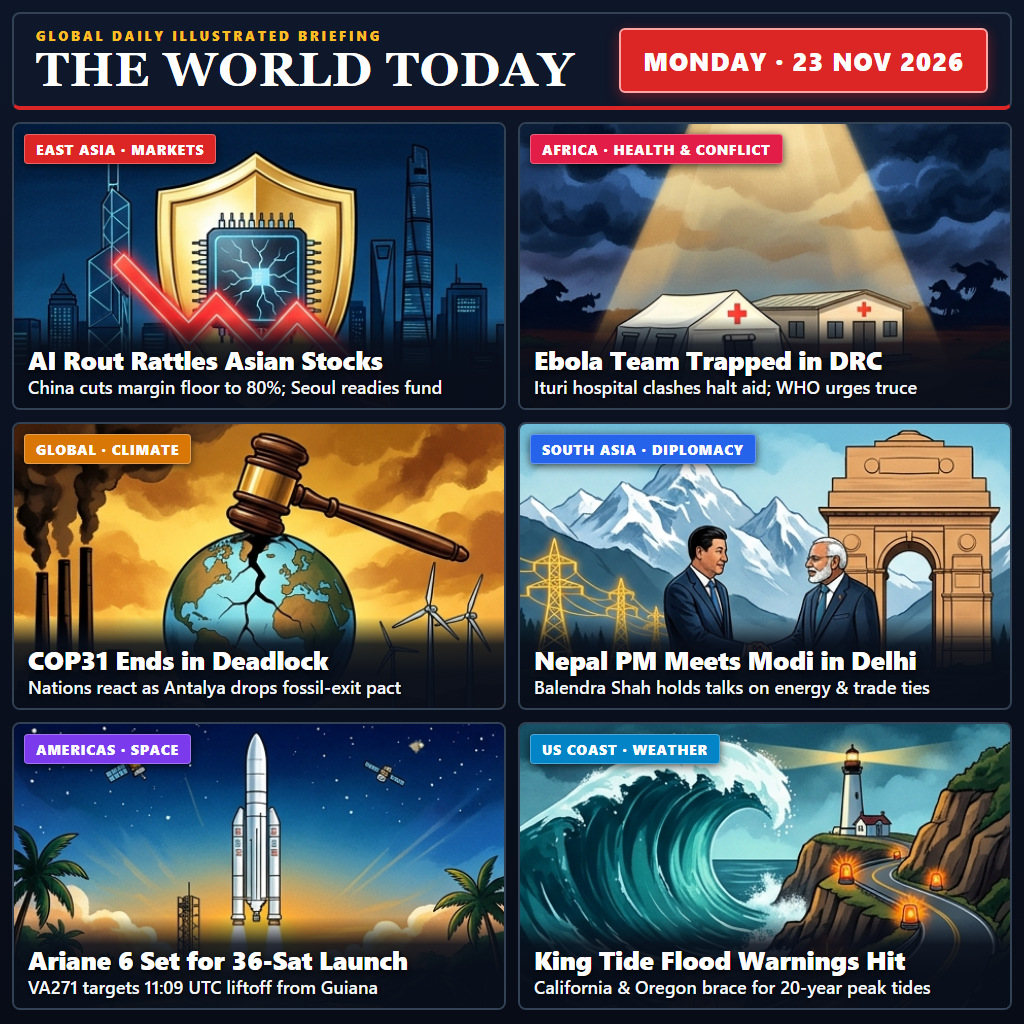 GLOBAL DAILY ILLUSTRATED BRIEFING
THE WORLD TODAY
MONDAY · 23 NOV 2026
EAST ASIA · MARKETS
AI Rout Rattles Asian Stocks
China cuts margin floor to 80%; Seoul readies fund
AFRICA · HEALTH & CONFLICT
Ebola Team Trapped in DRC
Ituri hospital clashes halt aid; WHO urges truce
GLOBAL · CLIMATE
COP31 Ends in Deadlock
Nations react as Antalya drops fossil-exit pact
SOUTH ASIA · DIPLOMACY
Nepal PM Meets Modi in Delhi
Balendra Shah holds talks on energy & trade ties
AMERICAS · SPACE
Ariane 6 Set for 36-Sat Launch
VA271 targets 11:09 UTC liftoff from Guiana
US COAST · WEATHER
King Tide Flood Warnings Hit
California & Oregon brace for 20-year peak tides